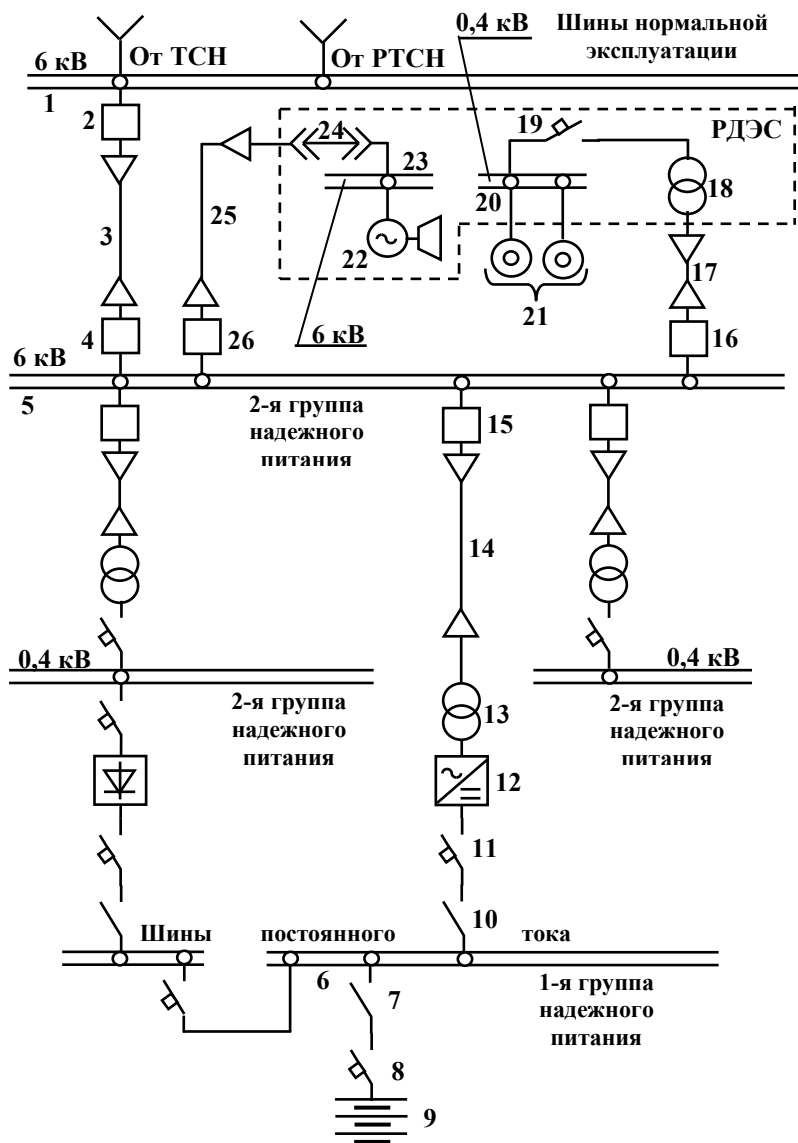 0,4 кВ
Шины нормальной
эксплуатации
6 кВ
От ТСН
От РТСН
1
2
24
19
РДЭС
23
20
18
3
25
22
17
21
4
26
6 кВ
16
6 кВ
5
2-я группа
надежного
питания
15
14
0,4 кВ
0,4 кВ
2-я группа
надежного
питания
13
2-я группа
надежного
питания
12
11
10
Шины
постоянного
тока
6
7
1-я группа
надежного
питания
8
9